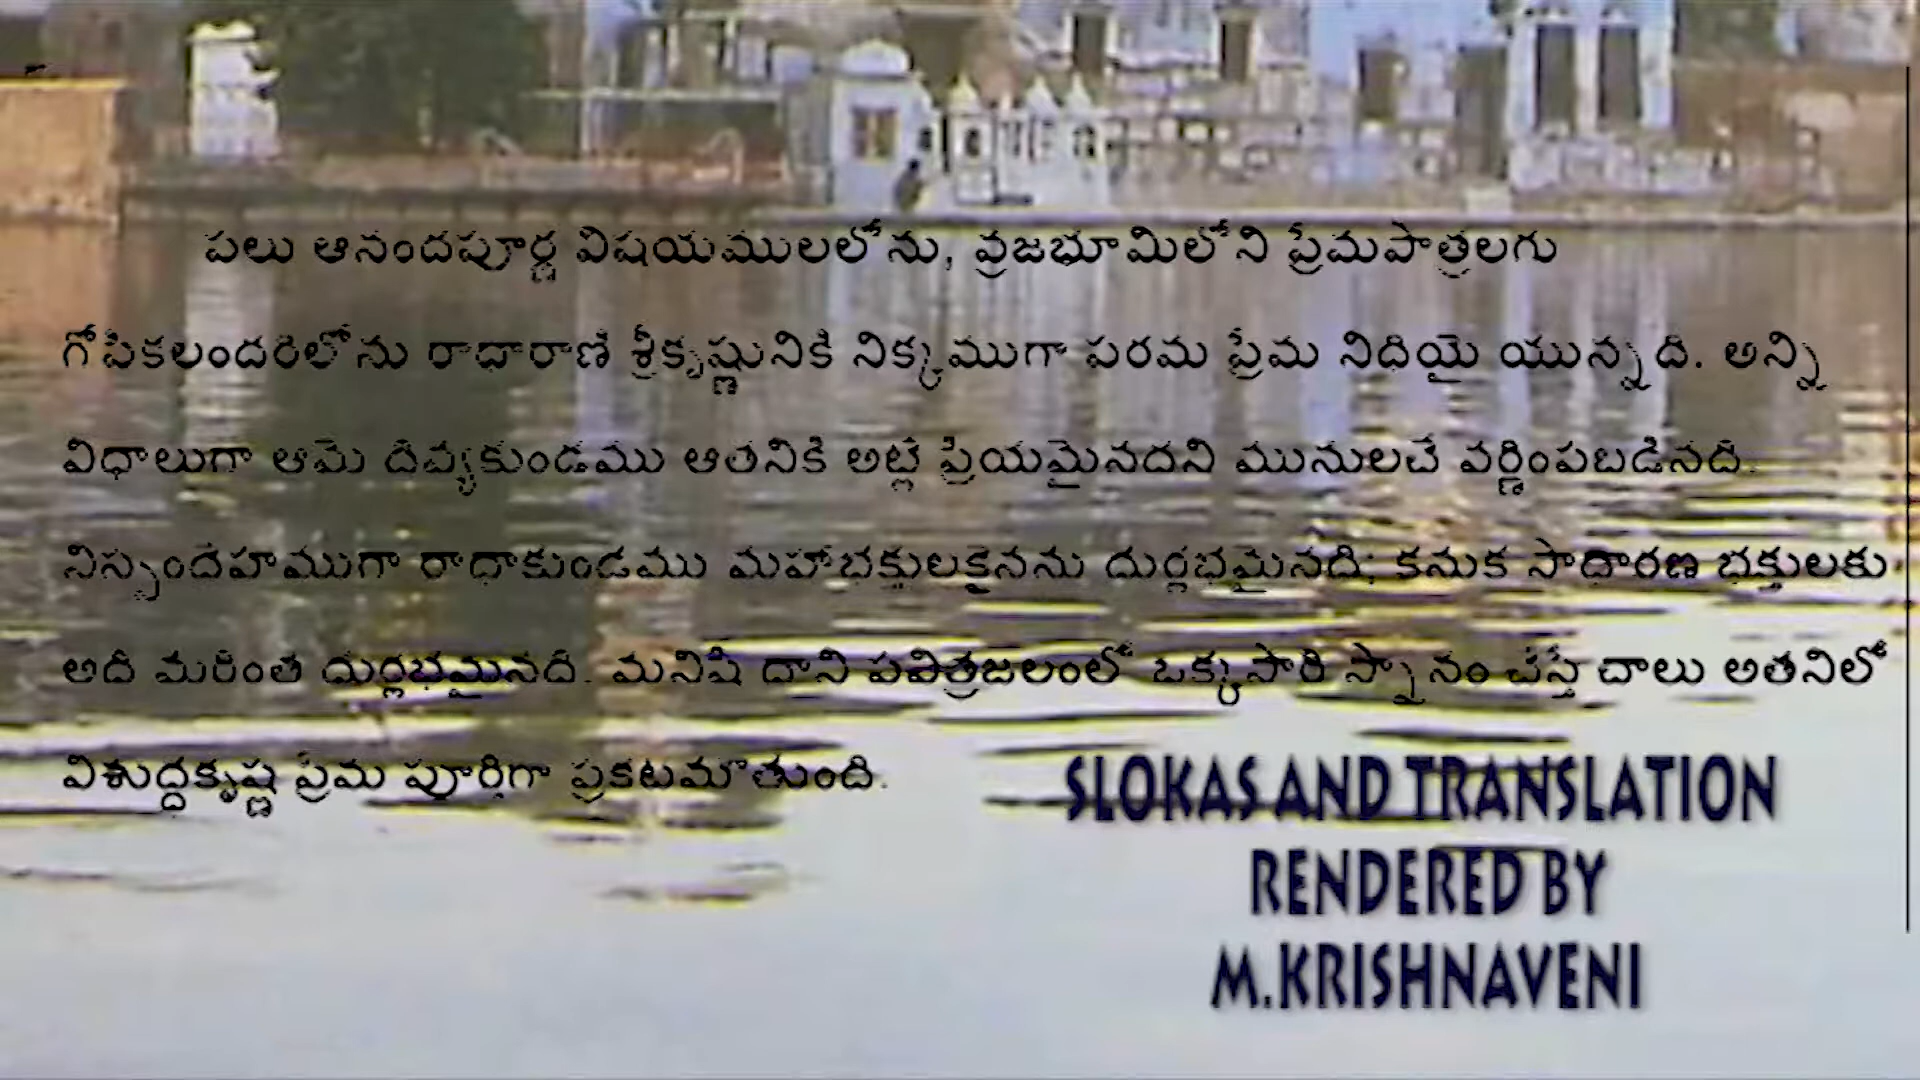 పలు ఆనందపూర్ణ విషయములలోను, వ్రజభూమిలోని ప్రేమపాత్రలగు
గోపికలందరిలోను రాధారాణి శ్రీకృష్ణునికి నిక్కముగా పరమ ప్రేమ నిధియై యున్నది. అన్ని
విధాలుగా ఆమె దివ్యకుండము ఆతనికి అట్లే ప్రియమైనదని మునులచే వర్ణింపబడినది.
నిస్సందేహముగా రాధాకుండము మహాభక్తులకైనను దుర్లభమైనది; కనుక సాధారణ భక్తులకు
అది మరింత దుర్లభమైనది. మనిషి దాని పవిత్రజలంలో ఒక్కసారి స్నానం చేస్తే చాలు అతనిలో
విశుద్ధకృష్ణ ప్రేమ పూర్తిగా ప్రకటమౌతుంది.
SLOKAS AND TRANSLATION
RENDERED BY
M.KRISHNAVENI